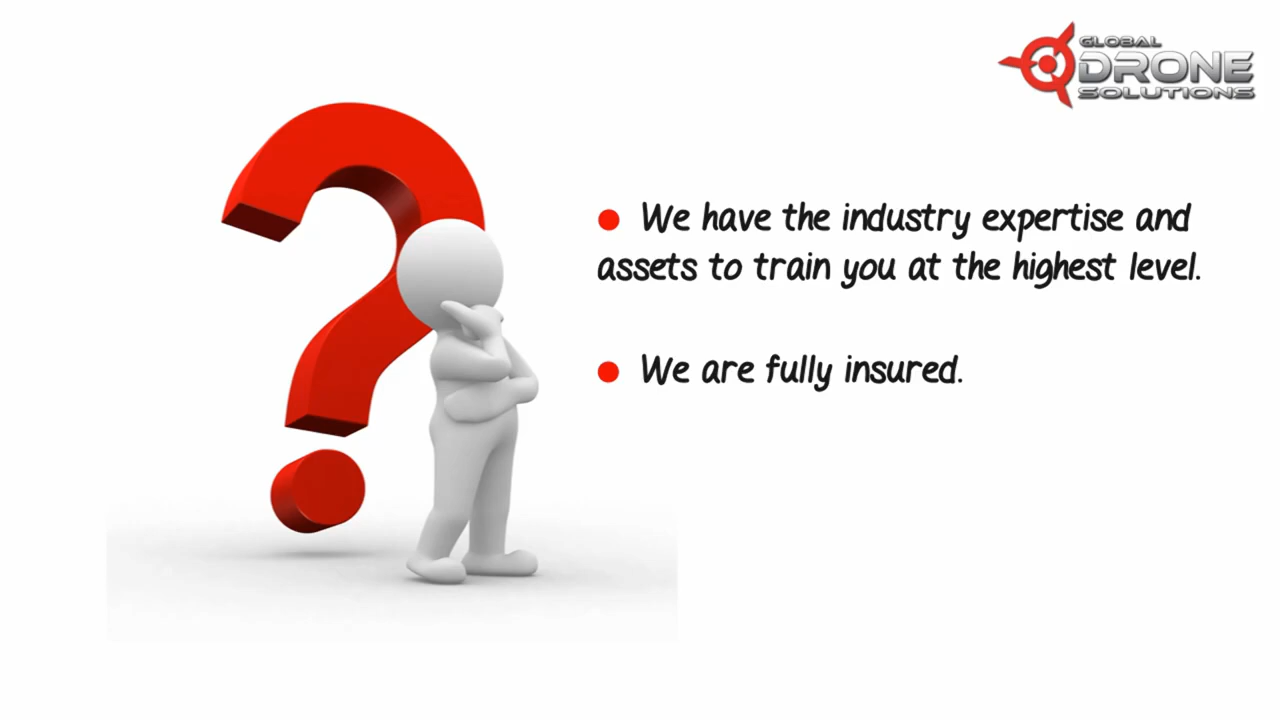 GLOBAL
DRONE
SOLUTIONS
We have the industry expertise and
assets to train you at the highest level.
We are fully insured.